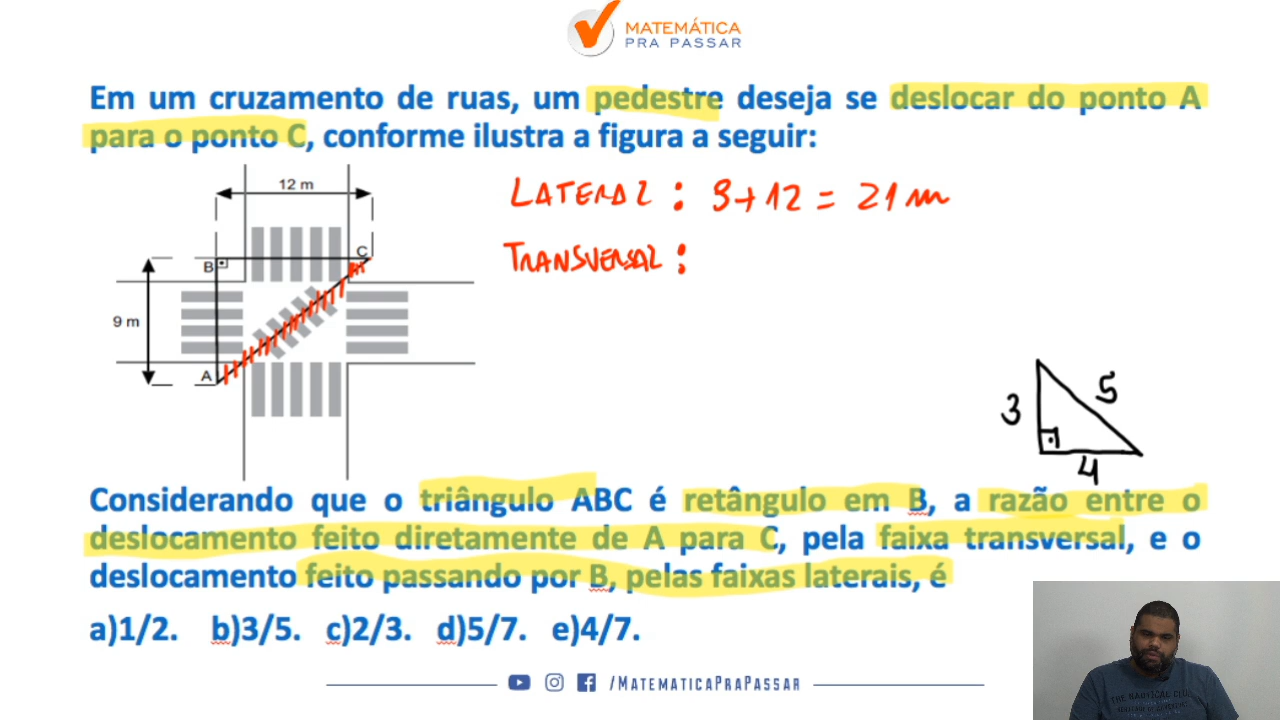 MATEMÁTICA
PRA PASSAR
Em um cruzamento de ruas, um pedestre deseja se deslocar do ponto A
para o ponto C, conforme ilustra a figura a seguir:
12 m
B
C
9 m
A
LATERAL : 9+12 = 21 m
TRANSVERSAL :
3
5
4
Considerando que o triângulo ABC é retângulo em B, a razão entre o
deslocamento feito diretamente de A para C, pela faixa transversal, e o
deslocamento feito passando por B, pelas faixas laterais, é
a)1/2. b)3/5. c)2/3. d)5/7. e)4/7.
/MATEMATICAPRAPASSAR
THE NAUTICAL CLUB